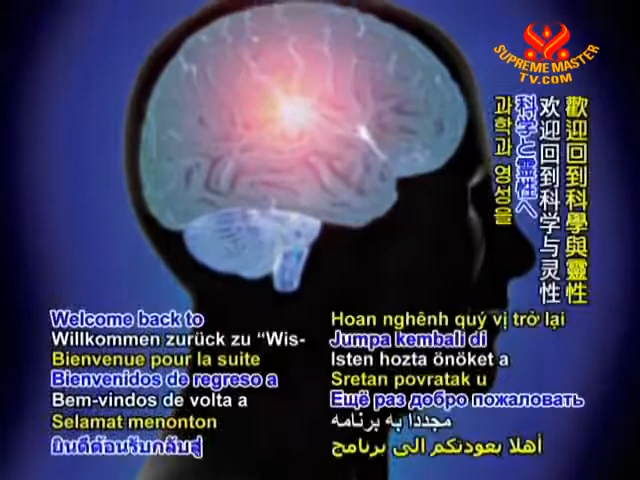 SUPREME MASTER
TV.COM
歡迎回到科學與靈性
欢迎回到科学与灵性
科学と霊性へ
과학과 영성을
Welcome back to
Willkommen zurück zu “Wis-
Bienvenue pour la suite
Bienvenidos de regreso a
Bem-vindos de volta a
Selamat menonton
ยินดีต้อนรับกลับสู่
Hoan nghênh quý vị trở lại
Jumpa kembali di
Isten hozta önöket a
Sretan povratak u
Ещё раз добро пожаловать
مجددا به برنامه
أهلا بعودتكم الى برنامج